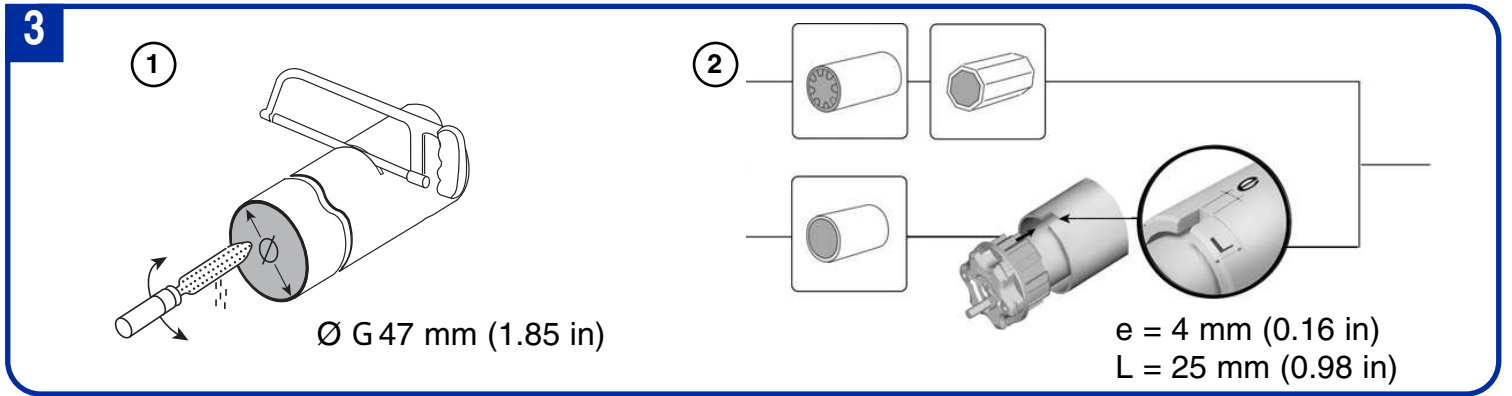 3
1
Ø
Ø G 47 mm (1.85 in)
2
e
L
e = 4 mm (0.16 in)
L = 25 mm (0.98 in)